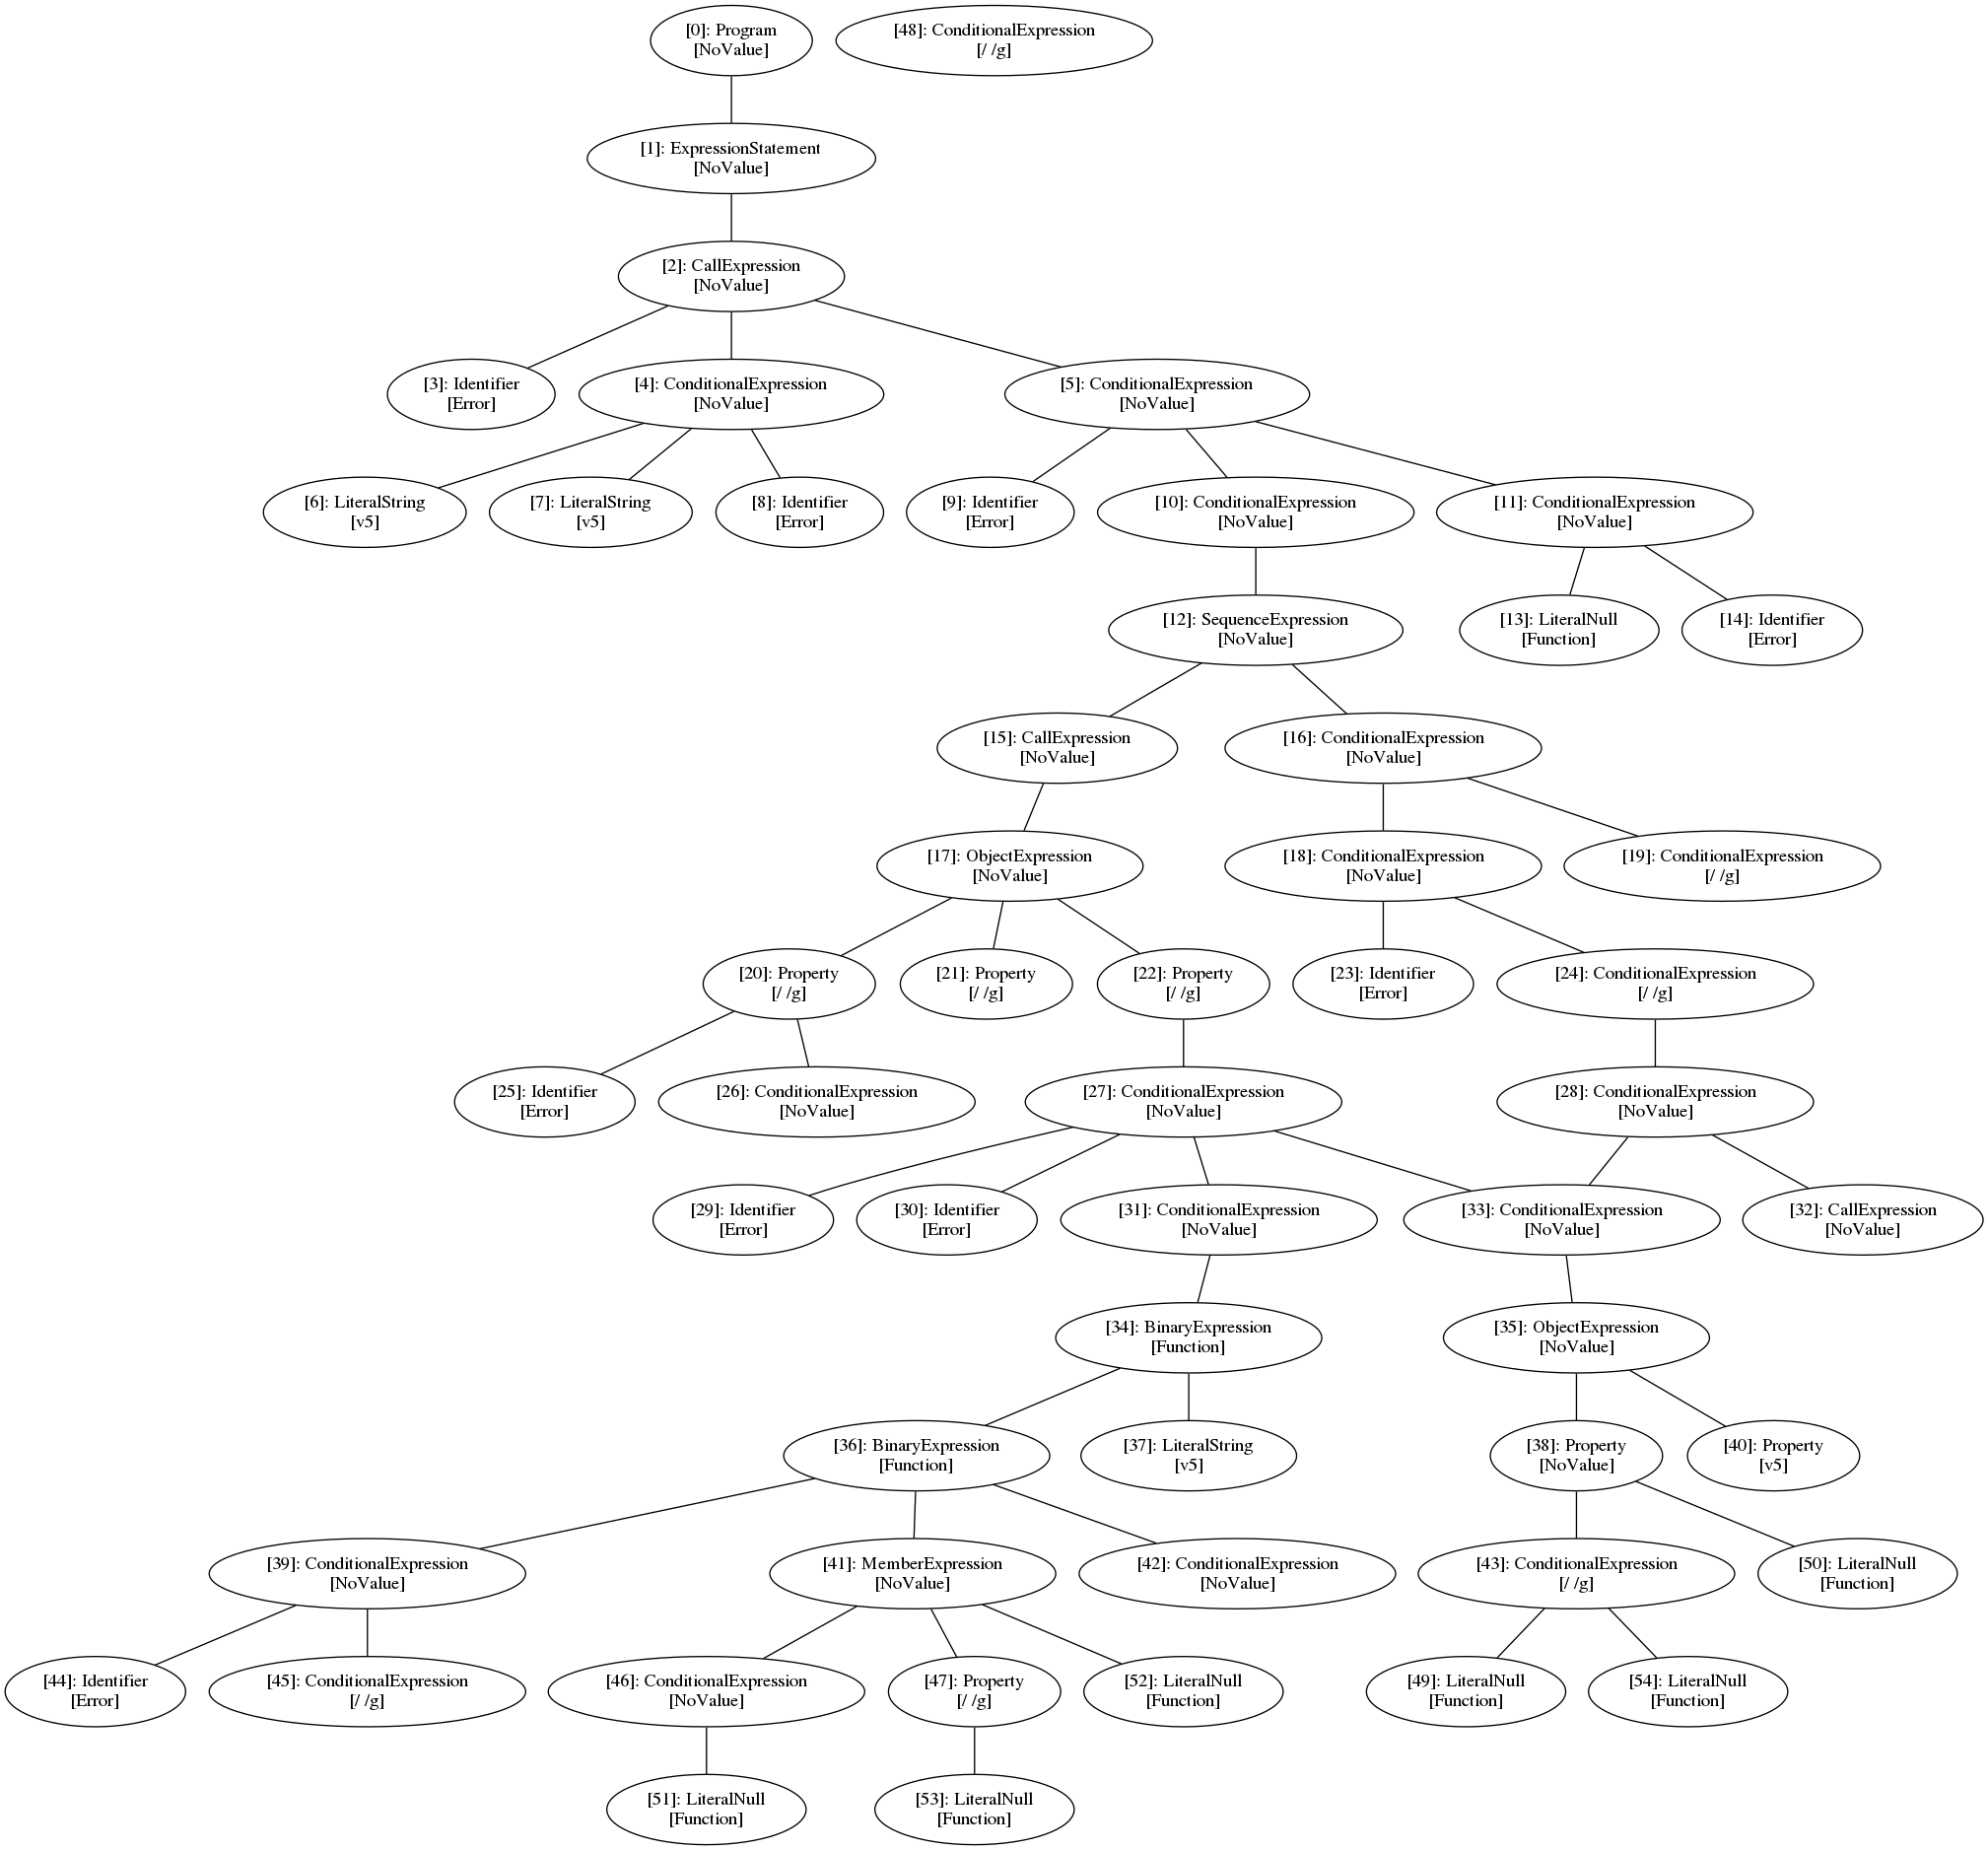 [0]: Program
[NoValue]
[48]: ConditionalExpression
[/ /g]
[1]: ExpressionStatement
[NoValue]
[2]: CallExpression
[NoValue]
[3]: Identifier
[Error]
[4]: ConditionalExpression
[NoValue]
[5]: ConditionalExpression
[NoValue]
[6]: LiteralString
[v5]
[7]: LiteralString
[v5]
[8]: Identifier
[Error]
[9]: Identifier
[Error]
[10]: ConditionalExpression
[NoValue]
[11]: ConditionalExpression
[NoValue]
[12]: SequenceExpression
[NoValue]
[13]: LiteralNull
[Function]
[14]: Identifier
[Error]
[15]: CallExpression
[NoValue]
[16]: ConditionalExpression
[NoValue]
[17]: ObjectExpression
[NoValue]
[18]: ConditionalExpression
[NoValue]
[19]: ConditionalExpression
[/ /g]
[20]: Property
[/ /g]
[21]: Property
[/ /g]
[22]: Property
[/ /g]
[23]: Identifier
[Error]
[24]: ConditionalExpression
[/ /g]
[25]: Identifier
[Error]
[26]: ConditionalExpression
[NoValue]
[27]: ConditionalExpression
[NoValue]
[28]: ConditionalExpression
[NoValue]
[29]: Identifier
[Error]
[30]: Identifier
[Error]
[31]: ConditionalExpression
[NoValue]
[33]: ConditionalExpression
[NoValue]
[32]: CallExpression
[NoValue]
[34]: BinaryExpression
[Function]
[35]: ObjectExpression
[NoValue]
[36]: BinaryExpression
[Function]
[37]: LiteralString
[v5]
[38]: Property
[NoValue]
[40]: Property
[v5]
[39]: ConditionalExpression
[NoValue]
[41]: MemberExpression
[NoValue]
[42]: ConditionalExpression
[NoValue]
[43]: ConditionalExpression
[/ /g]
[50]: LiteralNull
[Function]
[44]: Identifier
[Error]
[45]: ConditionalExpression
[/ /g]
[46]: ConditionalExpression
[NoValue]
[47]: Property
[/ /g]
[52]: LiteralNull
[Function]
[49]: LiteralNull
[Function]
[54]: LiteralNull
[Function]
[51]: LiteralNull
[Function]
[53]: LiteralNull
[Function]